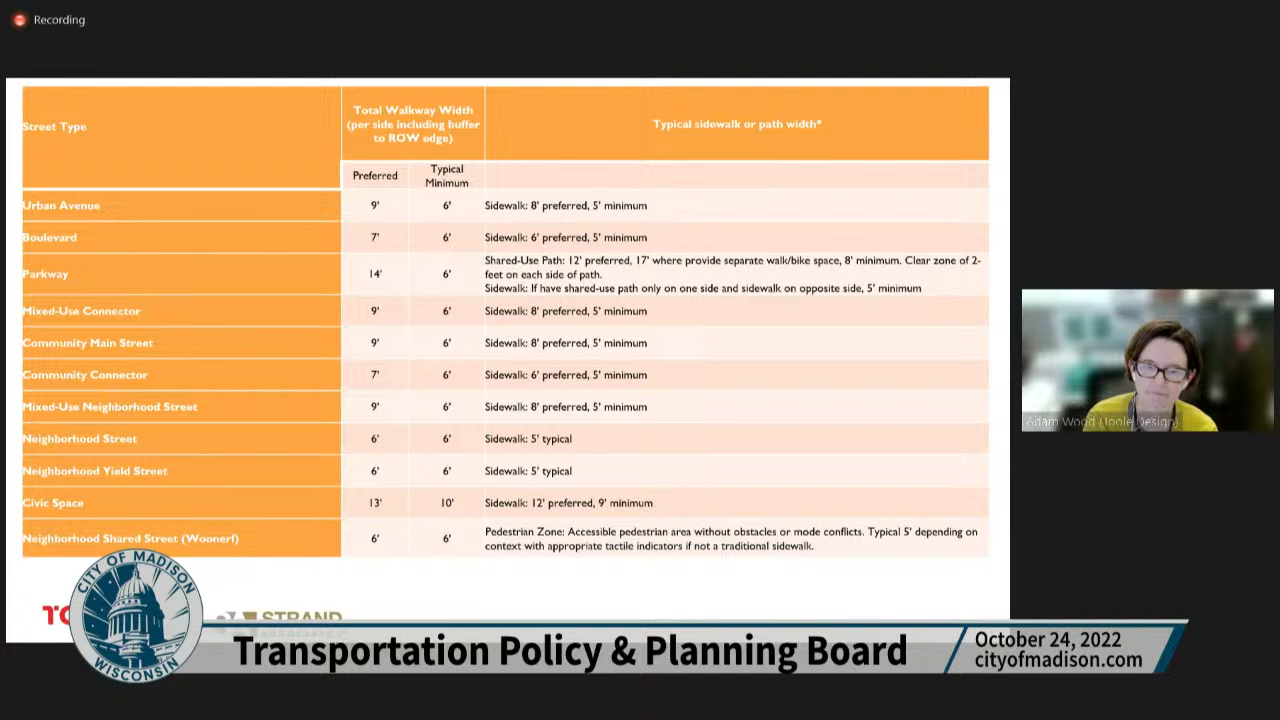 Recording
Street Type
Total Walkway Width
(per side including buffer
to ROW edge)
Typical sidewalk or path width*
Preferred
Typical
Minimum
Urban Avenue 9' 6' Sidewalk: 8' preferred, 5' minimum
Boulevard 7' 6' Sidewalk: 6' preferred, 5' minimum
Parkway 14' 6' Shared-Use Path: 12' preferred, 17' where provide separate walk/bike space, 8' minimum. Clear zone of 2-
feet on each side of path.
Sidewalk: If have shared-use path only on one side and sidewalk on opposite side, 5' minimum
Mixed-Use Connector 9' 6' Sidewalk: 8' preferred, 5' minimum
Community Main Street 9' 6' Sidewalk: 8' preferred, 5' minimum
Community Connector 7' 6' Sidewalk: 6' preferred, 5' minimum
Mixed-Use Neighborhood Street 9' 6' Sidewalk: 8' preferred, 5' minimum
Neighborhood Street 6' 6' Sidewalk: 5' typical
Neighborhood Yield Street 6' 6' Sidewalk: 5' typical
Civic Space 13' 10' Sidewalk: 12' preferred, 9' minimum
Neighborhood Shared Street (Woonerf) 6' 6' Pedestrian Zone: Accessible pedestrian area without obstacles or mode conflicts. Typical 5' depending on
context with appropriate tactile indicators if not a traditional sidewalk.
Adam Wood (Toole Design)
STRAND
CITY OF MADISON
WISCONSIN
Transportation Policy & Planning Board
October 24, 2022
cityofmadison.com